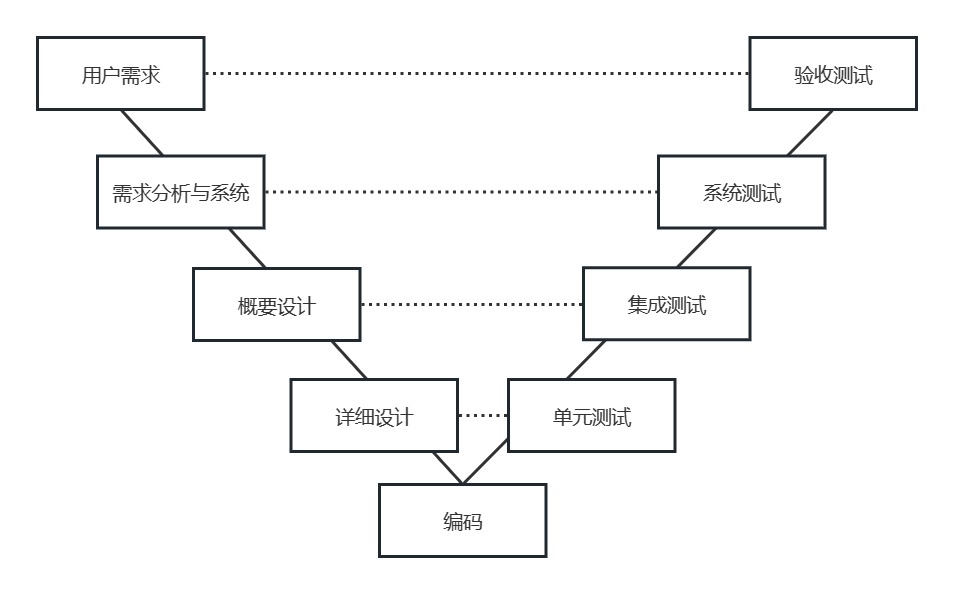 用户需求
验收测试
需求分析与系统
系统测试
概要设计
集成测试
详细设计
单元测试
编码